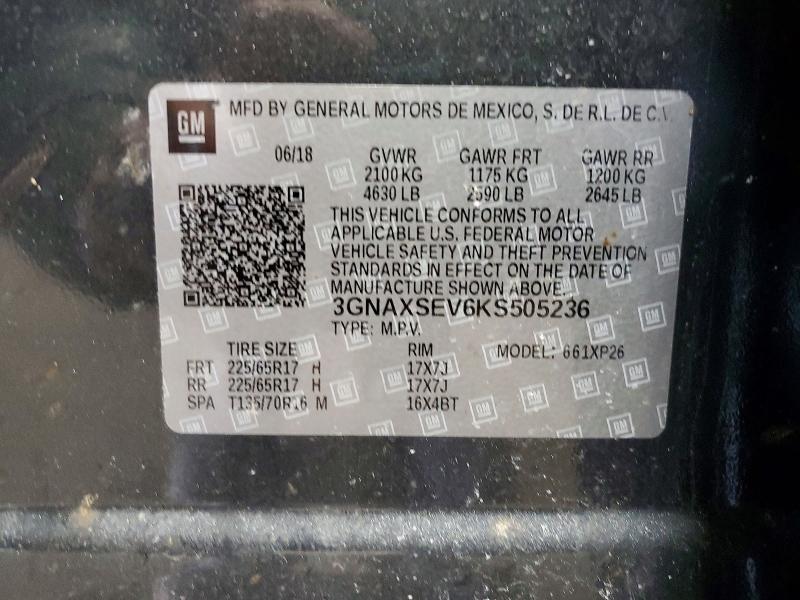 GM
MFD BY GENERAL MOTORS DE MEXICO, S. DE R.L. DE C.V.
06/18 GVWR GAWR FRT GAWR RR
2100 KG 1175 KG 1200 KG
4630 LB 2590 LB 2645 LB
THIS VEHICLE CONFORMS TO ALL
APPLICABLE U.S. FEDERAL MOTOR
VEHICLE SAFETY AND THEFT PREVENTION
STANDARDS IN EFFECT ON THE DATE OF
MANUFACTURE SHOWN ABOVE.
3GNAXSEV6KS505236
TYPE: M.P.V.
TIRE SIZE RIM MODEL: 661XP26
FRT 225/65R17 H 17X7J
RR 225/65R17 H 17X7J
SPA T135/70R16 M 16X4BT